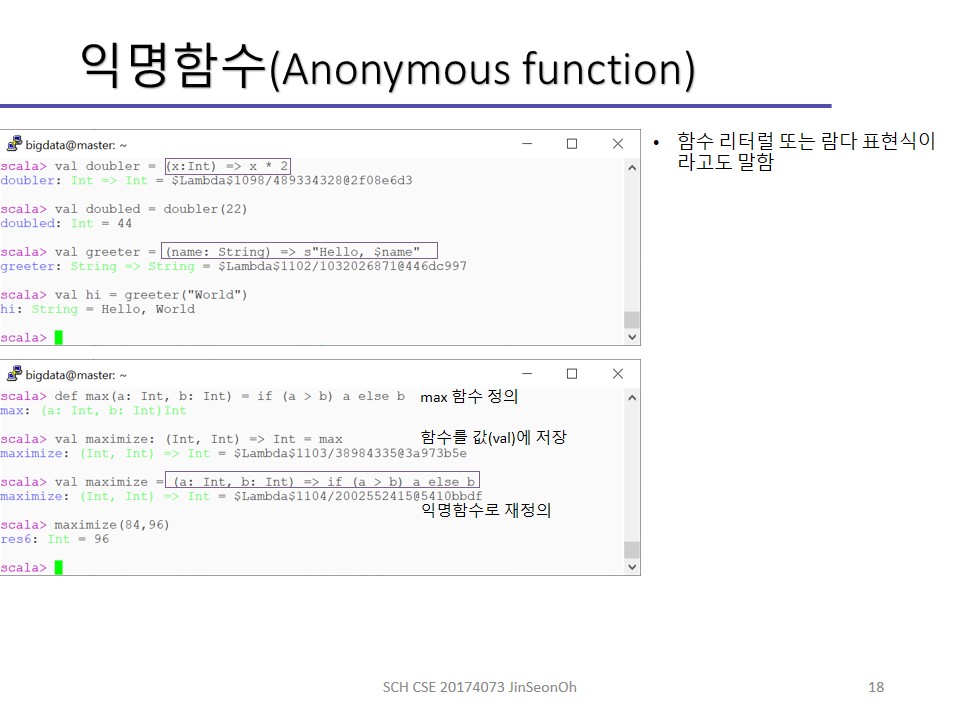 익명함수(Anonymous function)
bigdata@master: ~
scala> val doubler = (x:Int) => x * 2
doubler: Int => Int = $Lambda$1098/489334328@2f08e6d3
scala> val doubled = doubler(22)
doubled: Int = 44
scala> val greeter = (name: String) => s"Hello, $name"
greeter: String => String = $Lambda$1102/1032026871@446dc997
scala> val hi = greeter("World")
hi: String = Hello, World
scala>
• 함수 리터럴 또는 람다 표현식이
라고도 말함
bigdata@master: ~
scala> def max(a: Int, b: Int) = if (a > b) a else b max 함수 정의
max: (a: Int, b: Int)Int
scala> val maximize: (Int, Int) => Int = max 함수를 값(val)에 저장
maximize: (Int, Int) => Int = $Lambda$1103/38984335@3a973b5e
scala> val maximize = (a: Int, b: Int) => if (a > b) a else b
maximize: (Int, Int) => Int = $Lambda$1104/2002552415@5410bbdf
익명함수로 재정의
scala> maximize(84,96)
res6: Int = 96
scala>
SCH CSE 20174073 JinSeonOh 18